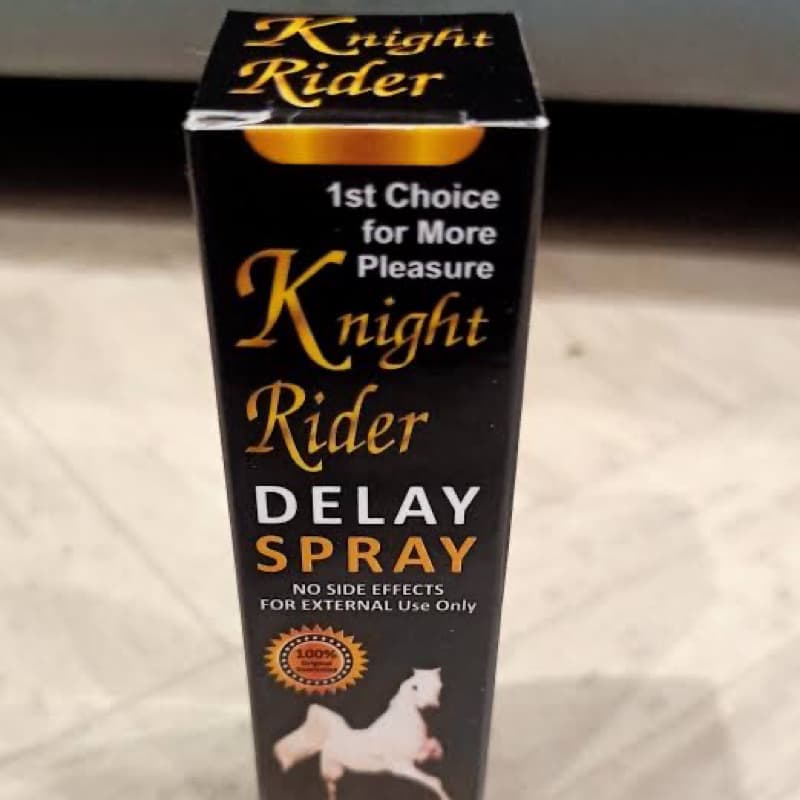 Knight
Rider
1st Choice
for More
Pleasure
Knight
Rider
DELAY
SPRAY
NO SIDE EFFECTS
FOR EXTERNAL Use Only
100%
Original